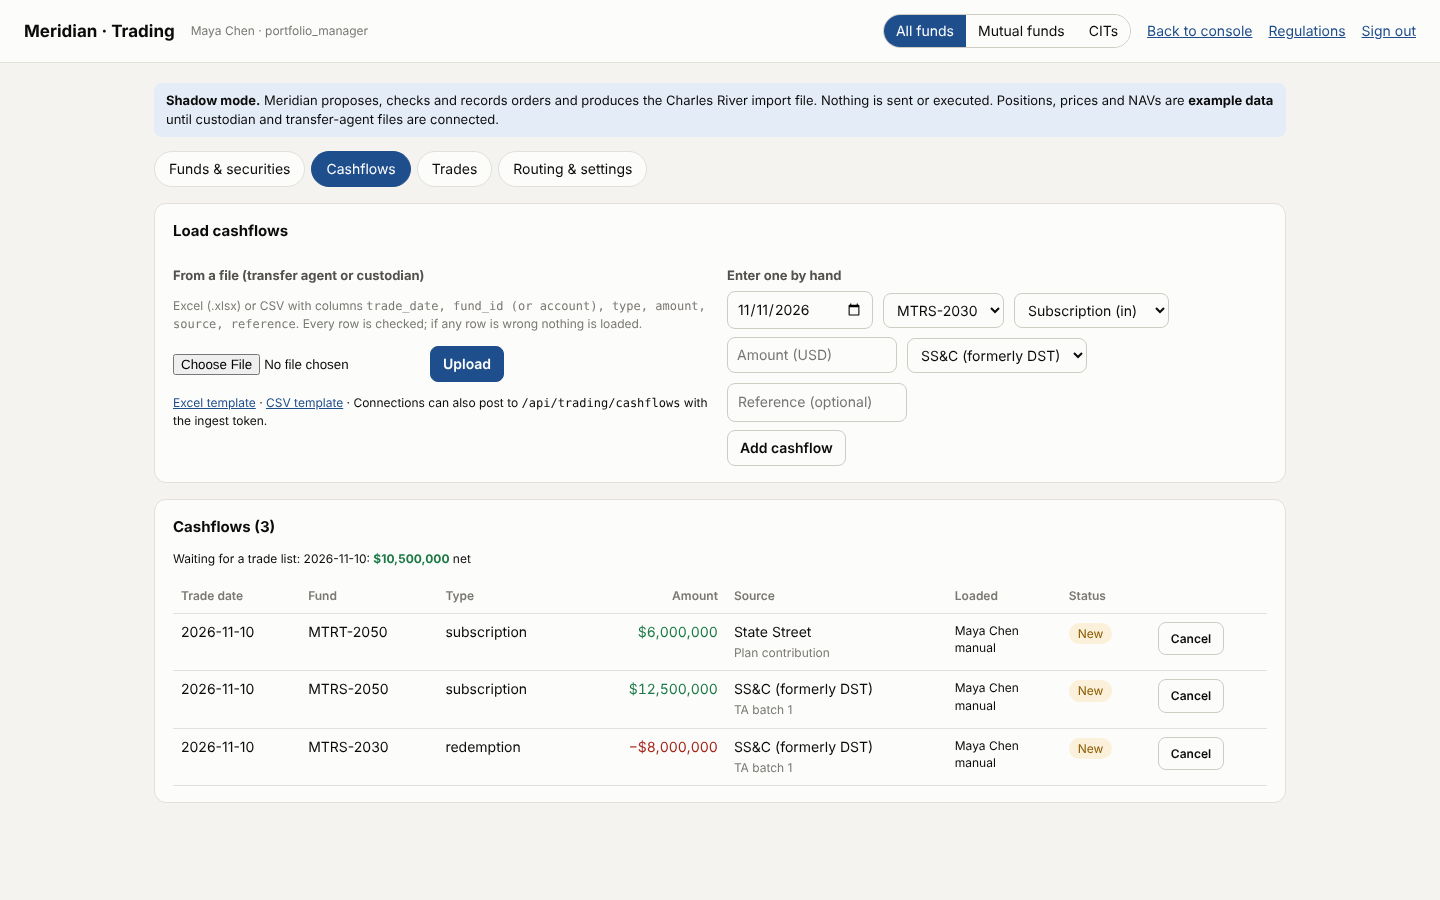 Meridian · Trading
Maya Chen · portfolio_manager
All funds
Mutual funds
CITs
Back to console
Regulations
Sign out
Shadow mode. Meridian proposes, checks and records orders and produces the Charles River import file. Nothing is sent or executed. Positions, prices and NAVs are example data
until custodian and transfer-agent files are connected.
Funds & securities
Cashflows
Trades
Routing & settings
Load cashflows
From a file (transfer agent or custodian)
Excel (.xlsx) or CSV with columns trade_date, fund_id (or account), type, amount,
source, reference. Every row is checked; if any row is wrong nothing is loaded.
Choose File No file chosen
Upload
Excel template · CSV template · Connections can also post to /api/trading/cashflows with
the ingest token.
Enter one by hand
11/11/2026
MTRS-2030
Subscription (in)
Amount (USD)
SS&C (formerly DST)
Reference (optional)
Add cashflow
Cashflows (3)
Waiting for a trade list: 2026-11-10: $10,500,000 net
Trade date Fund Type Amount Source Loaded Status
2026-11-10 MTRT-2050 subscription $6,000,000 State Street Maya Chen New Cancel
Plan contribution manual
2026-11-10 MTRS-2050 subscription $12,500,000 SS&C (formerly DST) Maya Chen New Cancel
TA batch 1 manual
2026-11-10 MTRS-2030 redemption −$8,000,000 SS&C (formerly DST) Maya Chen New Cancel
TA batch 1 manual